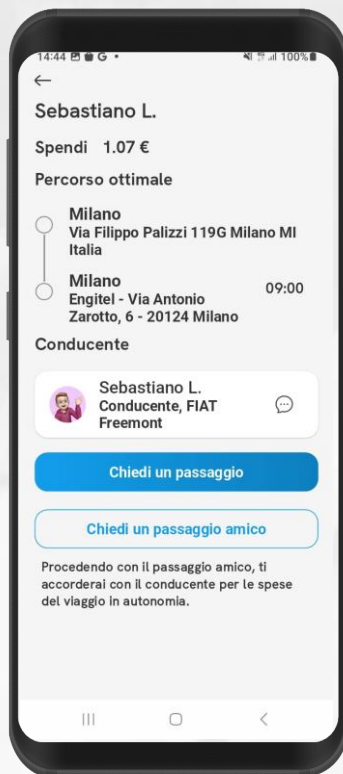 14:44 G • 100%
Sebastiano L.
Spendi 1.07 €
Percorso ottimale
Milano
Via Filippo Palizzi 119G Milano MI
Italia
Milano
Engitel - Via Antonio
Zarotto, 6 - 20124 Milano
09:00
Conducente
Sebastiano L.
Conducente, FIAT
Freemont
Chiedi un passaggio
Chiedi un passaggio amico
Procedendo con il passaggio amico, ti
accorderai con il conducente per le spese
del viaggio in autonomia.